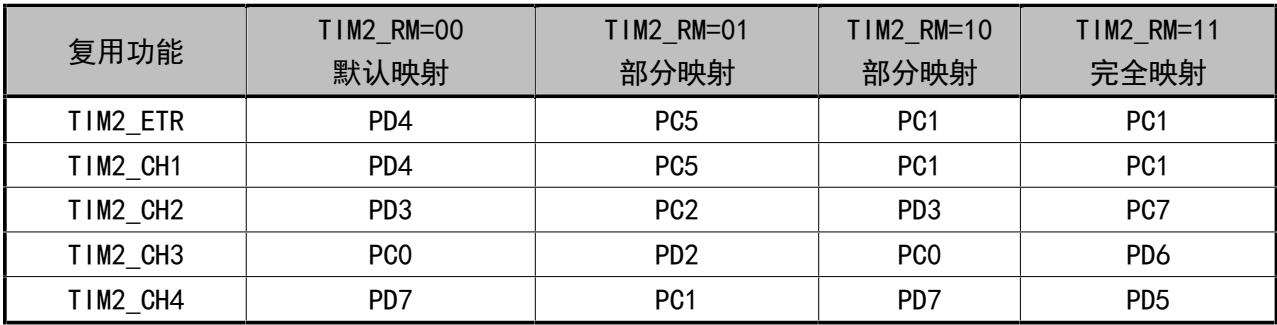 复用功能 TIM2_RM=00 TIM2_RM=01 TIM2_RM=10 TIM2_RM=11
默认映射 部分映射 部分映射 完全映射
TIM2_ETR PD4 PC5 PC1 PC1
TIM2_CH1 PD4 PC5 PC1 PC1
TIM2_CH2 PD3 PC2 PD3 PC7
TIM2_CH3 PC0 PD2 PC0 PD6
TIM2_CH4 PD7 PC1 PD7 PD5